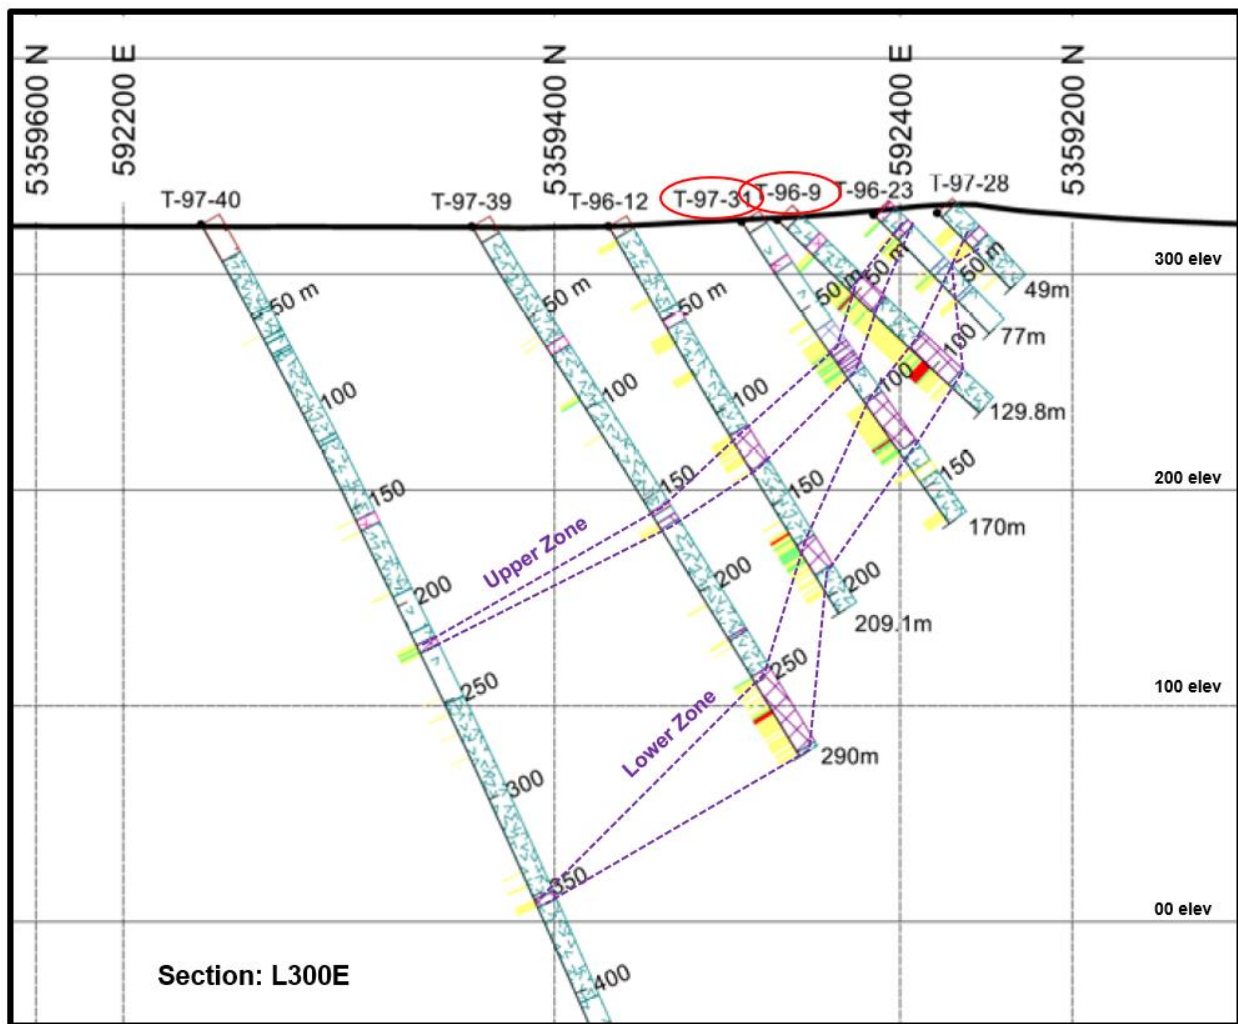 5359600 N
592200 E
5359400 N
592400 E
5359200 N
T-97-40
T-97-39
T-96-12
T-97-31
T-96-9
T-96-23
T-97-28
300 elev
50 m
50 m
50 m
50 m
50 m
50 m
49m
77m
100
100
100
100
100
129.8m
150
150
150
150
200 elev
170m
Upper Zone
200
200
200
209.1m
250
250
100 elev
Lower Zone
290m
300
350
00 elev
Section: L300E
400